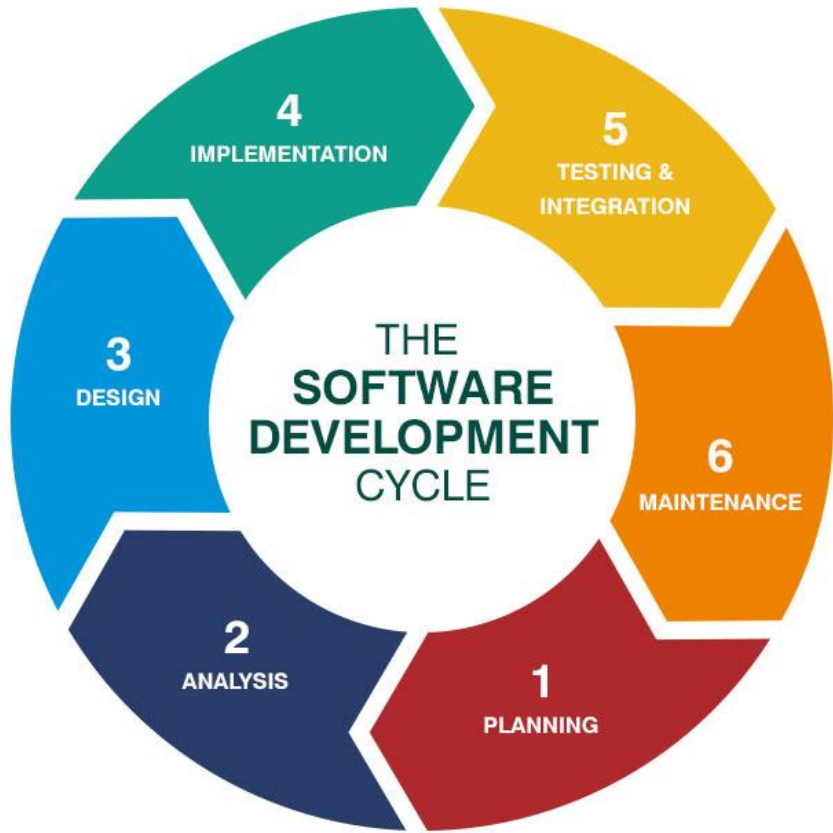 THE
SOFTWARE
DEVELOPMENT
CYCLE
1
PLANNING
2
ANALYSIS
3
DESIGN
4
IMPLEMENTATION
5
TESTING &
INTEGRATION
6
MAINTENANCE